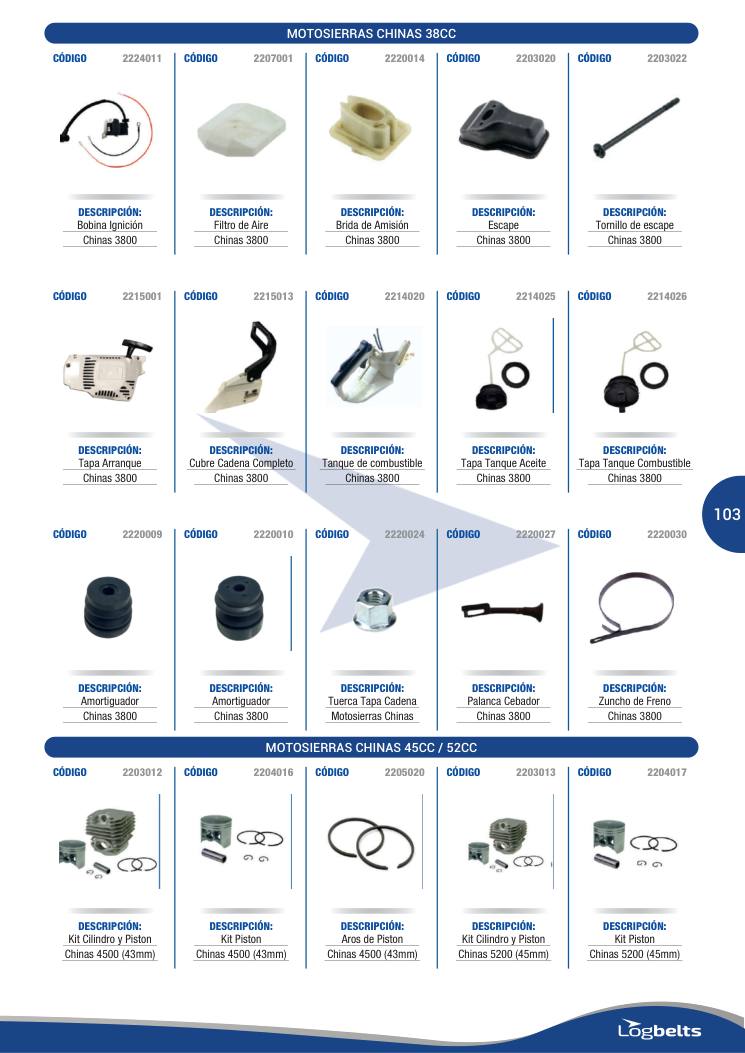 MOTOSIERRAS CHINAS 38CC
CÓDIGO 2224011
DESCRIPCIÓN:
Bobina Ignición
Chinas 3800
CÓDIGO 2207001
DESCRIPCIÓN:
Filtro de Aire
Chinas 3800
CÓDIGO 2220014
DESCRIPCIÓN:
Brida de Amisión
Chinas 3800
CÓDIGO 2203020
DESCRIPCIÓN:
Escape
Chinas 3800
CÓDIGO 2203022
DESCRIPCIÓN:
Tornillo de escape
Chinas 3800
CÓDIGO 2215001
DESCRIPCIÓN:
Tapa Arranque
Chinas 3800
CÓDIGO 2215013
DESCRIPCIÓN:
Cubre Cadena Completo
Chinas 3800
CÓDIGO 2214020
DESCRIPCIÓN:
Tanque de combustible
Chinas 3800
CÓDIGO 2214025
DESCRIPCIÓN:
Tapa Tanque Aceite
Chinas 3800
CÓDIGO 2214026
DESCRIPCIÓN:
Tapa Tanque Combustible
Chinas 3800
103
CÓDIGO 2220009
DESCRIPCIÓN:
Amortiguador
Chinas 3800
CÓDIGO 2220010
DESCRIPCIÓN:
Amortiguador
Chinas 3800
CÓDIGO 2220024
DESCRIPCIÓN:
Tuerca Tapa Cadena
Motosierras Chinas
CÓDIGO 2220027
DESCRIPCIÓN:
Palanca Cebador
Chinas 3800
CÓDIGO 2220030
DESCRIPCIÓN:
Zuncho de Freno
Chinas 3800
MOTOSIERRAS CHINAS 45CC / 52CC
CÓDIGO 2203012
DESCRIPCIÓN:
Kit Cilindro y Piston
Chinas 4500 (43mm)
CÓDIGO 2204016
DESCRIPCIÓN:
Kit Piston
Chinas 4500 (43mm)
CÓDIGO 2205020
DESCRIPCIÓN:
Aros de Piston
Chinas 4500 (43mm)
CÓDIGO 2203013
DESCRIPCIÓN:
Kit Cilindro y Piston
Chinas 5200 (45mm)
CÓDIGO 2204017
DESCRIPCIÓN:
Kit Piston
Chinas 5200 (45mm)
Logbelts